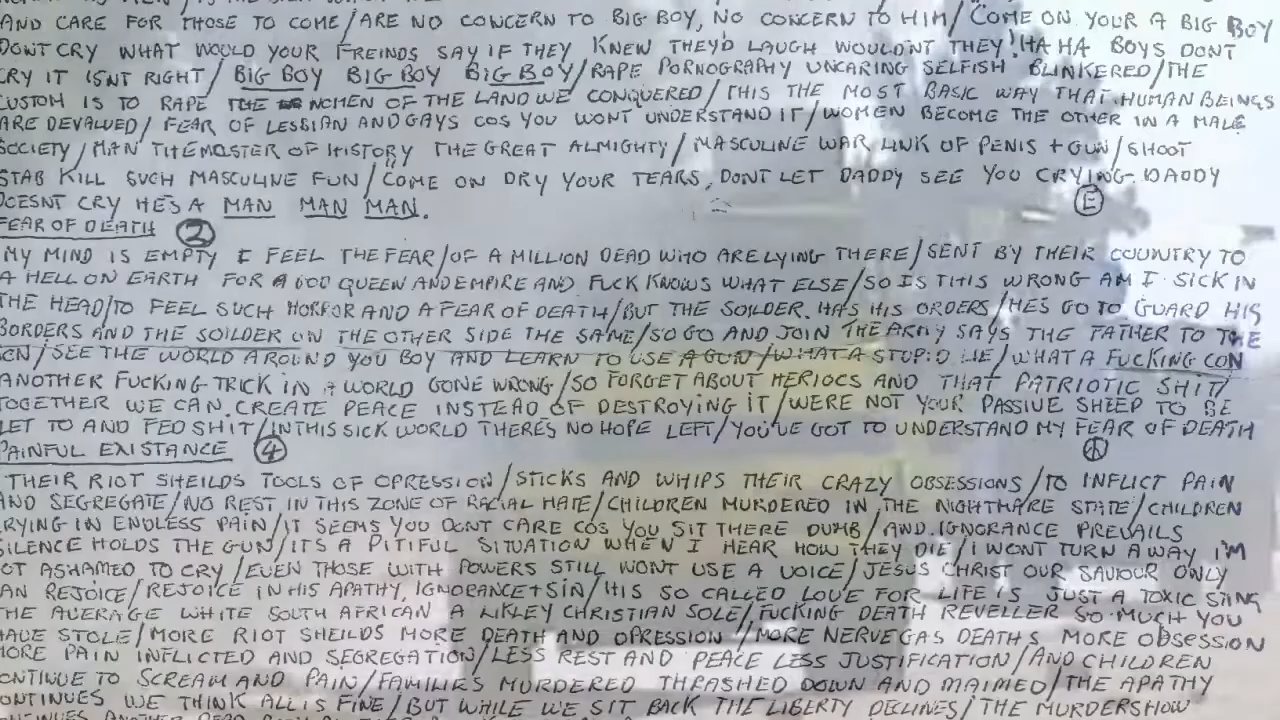 AND CARE FOR THOSE TO COME/ARE NO CONCERN TO BIG BOY, NO CONCERN TO HIM/COME ON YOUR A BIG BOY
DONT CRY WHAT WOULD YOUR FREINDS SAY IF THEY KNEW THEY'D LAUGH WOULDN'T THEY! HA HA BOYS DONT
CRY IT ISNT RIGHT/BIG BOY BIG BOY BIG BOY/RAPE PORNOGRAPHY UNCARING SELFISH BLINKERED/THE
CUSTOM IS TO RAPE THE WOMEN OF THE LAND WE CONQUERED/THIS THE MOST BASIC WAY THAT HUMAN BEINGS
ARE DEVALUED/FEAR OF LESBIAN AND GAYS COS YOU WONT UNDERSTAND IT/WOMEN BECOME THE OTHER IN A MALE
SOCIETY/MAN THE MASTER OF HISTORY THE GREAT ALMIGHTY/MASCULINE WAR LINK OF PENIS + GUN/SHOOT
STAB KILL SUCH MASCULINE FUN/COME ON DRY YOUR TEARS, DONT LET DADDY SEE YOU CRYING. DADDY
DOESNT CRY HE'S A MAN MAN MAN. E
FEAR OF DEATH 2
MY MIND IS EMPTY I FEEL THE FEAR/OF A MILLION DEAD WHO ARE LYING THERE/SENT BY THEIR COUNTRY TO
A HELL ON EARTH FOR GOD QUEEN AND EMPIRE AND FUCK KNOWS WHAT ELSE/SO IS THIS WRONG AM I SICK IN
THE HEAD/TO FEEL SUCH HORROR AND A FEAR OF DEATH/BUT THE SOILDER HAS HIS ORDERS/HE'S GO TO GUARD HIS
BORDERS AND THE SOILDER ON THE OTHER SIDE THE SAME/SO GO AND JOIN THE ARMY SAYS THE FATHER TO THE
SON/SEE THE WORLD AROUND YOU BOY AND LEARN TO USE A GUN/WHAT A STUPID LIE/WHAT A FUCKING CON
ANOTHER FUCKING TRICK IN A WORLD GONE WRONG/SO FORGET ABOUT HERIOCS AND THAT PATRIOTIC SHIT/
TOGETHER WE CAN CREATE PEACE INSTEAD OF DESTROYING IT/WERE NOT YOUR PASSIVE SHEEP TO BE
LET TO AND FED SHIT/IN THIS SICK WORLD THERE'S NO HOPE LEFT/YOU'VE GOT TO UNDERSTAND MY FEAR OF DEATH
PAINFUL EXISTANCE 4
THEIR RIOT SHEILDS TOOLS OF OPRESSION/STICKS AND WHIPS THEIR CRAZY OBSESSIONS/TO INFLICT PAIN
AND SEGREGATE/NO REST IN THIS ZONE OF RACIAL HATE/CHILDREN MURDERED IN THE NIGHTMARE STATE/CHILDREN
CRYING IN ENDLESS PAIN/IT SEEMS YOU DONT CARE COS YOU SIT THERE DUMB/AND IGNORANCE PREVAILS
SILENCE HOLDS THE GUN/ITS A PITIFUL SITUATION WHEN I HEAR HOW THEY DIE/I WONT TURN AWAY I'M
NOT ASHAMED TO CRY/EVEN THOSE WITH POWERS STILL WONT USE A VOICE/JESUS CHRIST OUR SAVIOUR ONLY
CAN REJOICE/REJOICE IN HIS APATHY, IGNORANCE + SIN/HIS SO CALLED LOVE FOR LIFE IS JUST A TOXIC STING
THE AVERAGE WHITE SOUTH AFRICAN A LIKLEY CHRISTIAN SOLE/FUCKING DEATH REVELLER SO MUCH YOU
HAVE STOLE/MORE RIOT SHEILDS MORE DEATH AND OPRESSION/MORE NERVEGAS DEATHS MORE OBSESSION
MORE PAIN INFLICTED AND SEGREGATION/LESS REST AND PEACE LESS JUSTIFICATION/AND CHILDREN
CONTINUE TO SCREAM AND PAIN/FAMILIES MURDERED THRASHED DOWN AND MAIMED/THE APATHY
CONTINUES WE THINK ALL IS FINE/BUT WHILE WE SIT BACK THE LIBERTY DECLINES/THE MURDERSHOW